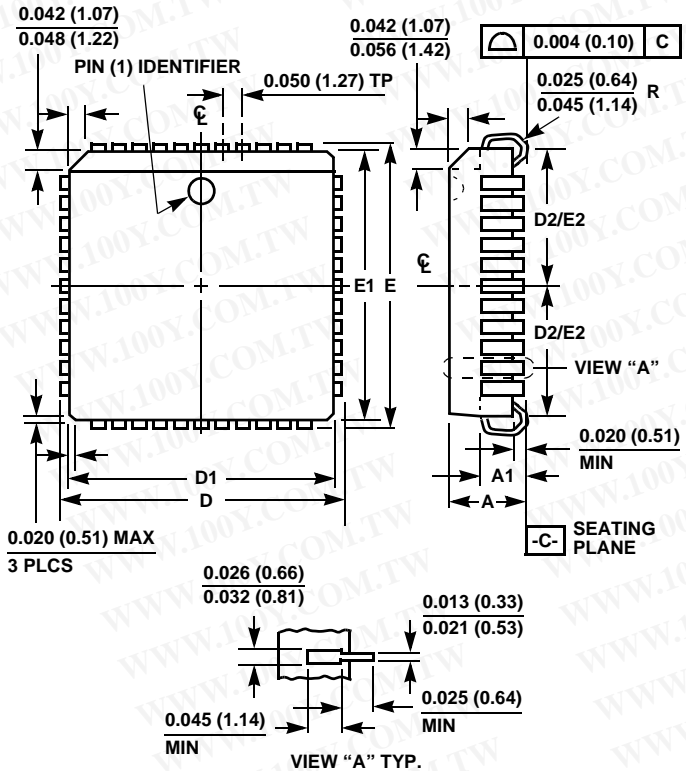 0.042 (1.07)
0.048 (1.22)
PIN (1) IDENTIFIER
0.050 (1.27) TP
℄
0.042 (1.07)
0.056 (1.42)
⌓ 0.004 (0.10) C
0.025 (0.64)
0.045 (1.14)
R
℄
D2/E2
E1
E
D2/E2
VIEW “A”
0.020 (0.51)
MIN
A1
A
D1
D
0.020 (0.51) MAX
3 PLCS
-C-
SEATING
PLANE
0.026 (0.66)
0.032 (0.81)
0.013 (0.33)
0.021 (0.53)
0.025 (0.64)
MIN
0.045 (1.14)
MIN
VIEW “A” TYP.
WWW.100Y.COM.TW